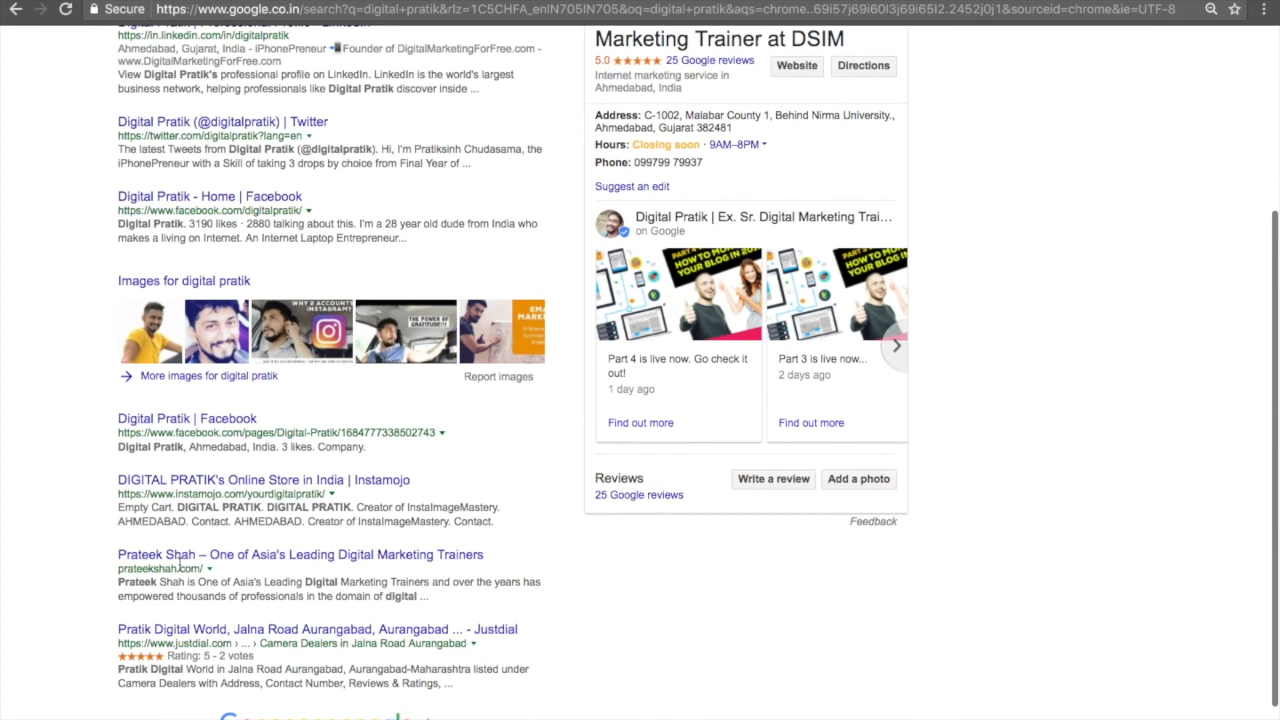 Secure
https://www.google.co.in/search?q=digital+pratik&rlz=1C5CHFA_enIN705IN705&oq=digital+pratik&aqs=chrome..69i57j69i60l3j69i65l2.2452j0j1&sourceid=chrome&ie=UTF-8
https://in.linkedin.com/in/digitalpratik
Ahmedabad, Gujarat, India - iPhonePreneur 📲Founder of DigitalMarketingForFree.com -
www.DigitalMarketingForFree.com
View Digital Pratik's professional profile on LinkedIn. LinkedIn is the world's largest
business network, helping professionals like Digital Pratik discover inside ...
Digital Pratik (@digitalpratik) | Twitter
https://twitter.com/digitalpratik?lang=en
The latest Tweets from Digital Pratik (@digitalpratik). Hi, I'm Pratiksinh Chudasama, the
iPhonePreneur with a Skill of taking 3 drops by choice from Final Year of ...
Digital Pratik - Home | Facebook
https://www.facebook.com/digitalpratik/
Digital Pratik. 3190 likes · 2880 talking about this. I'm a 28 year old dude from India who
makes a living on Internet. An Internet Laptop Entrepreneur...
Images for digital pratik
INSTAGRAM?
THE POWER OF
GRATITUDE!!!
More images for digital pratik
Report images
Digital Pratik | Facebook
https://www.facebook.com/pages/Digital-Pratik/1684777338502743
Digital Pratik, Ahmedabad, India. 3 likes. Company.
DIGITAL PRATIK's Online Store in India | Instamojo
https://www.instamojo.com/yourdigitalpratik/
Empty Cart. DIGITAL PRATIK. DIGITAL PRATIK. Creator of InstaImageMastery.
AHMEDABAD. Contact. AHMEDABAD. Creator of InstaImageMastery. Contact.
Prateek Shah – One of Asia's Leading Digital Marketing Trainers
prateekshah.com/
Prateek Shah is One of Asia's Leading Digital Marketing Trainers and over the years has
empowered thousands of professionals in the domain of digital ...
Pratik Digital World, Jalna Road Aurangabad, Aurangabad ... - Justdial
https://www.justdial.com › ... › Camera Dealers in Jalna Road Aurangabad
Rating: 5 - 2 votes
Pratik Digital World in Jalna Road Aurangabad, Aurangabad-Maharashtra listed under
Camera Dealers with Address, Contact Number, Reviews & Ratings, ...
Marketing Trainer at DSIM
5.0 ★★★★★ 25 Google reviews
Internet marketing service in
Ahmedabad, India
Website
Directions
Address: C-1002, Malabar County 1, Behind Nirma University.,
Ahmedabad, Gujarat 382481
Hours: Closing soon · 9AM–8PM
Phone: 099799 79937
Suggest an edit
Digital Pratik | Ex. Sr. Digital Marketing Trai...
on Google
HOW TO
YOUR BLOG IN
Part 4 is live now. Go check it
out!
1 day ago
Find out more
YOUR BLOG
Part 3 is live now...
2 days ago
Find out more
Reviews
25 Google reviews
Write a review
Add a photo
Feedback